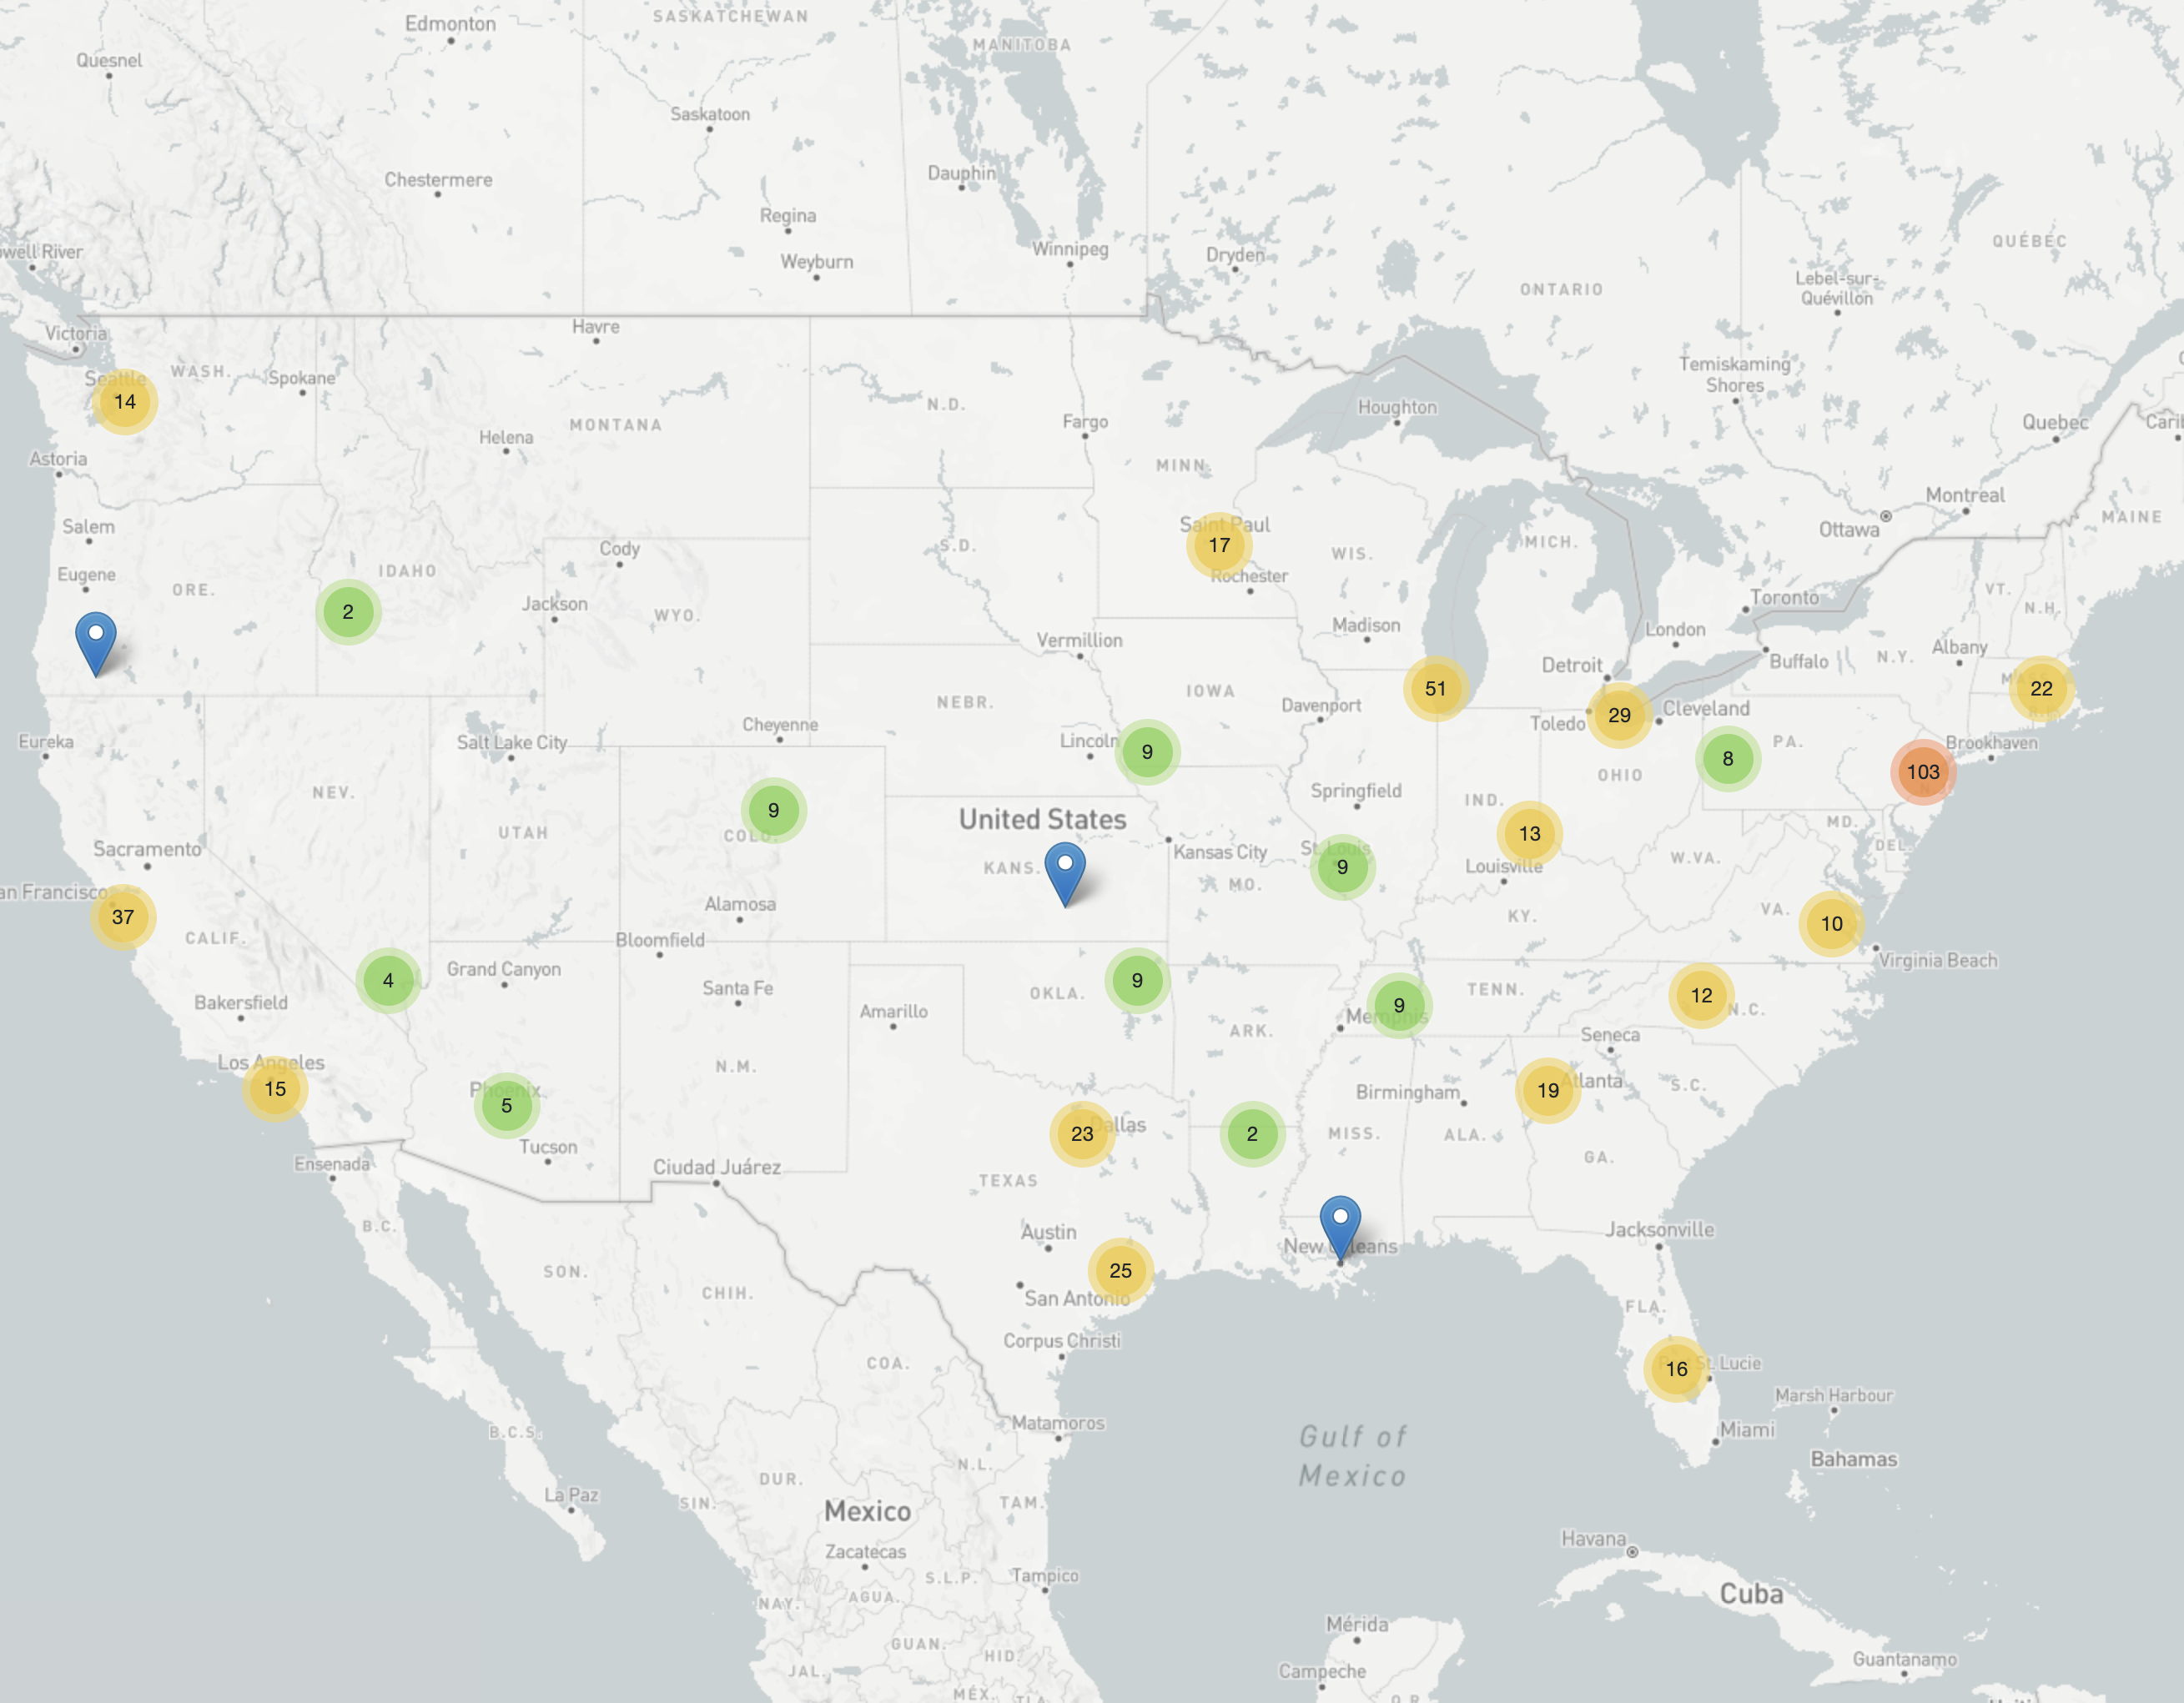 Edmonton
SASKATCHEWAN
MANITOBA
Quesnel
Saskatoon
Chestermere
Dauphin
Regina
Winnipeg
Dryden
QUÉBEC
well River
Weyburn
ONTARIO
Lebel-sur-
Quévillon
Victoria
Havre
Seattle
WASH.
Spokane
Temiskaming
Shores
14
N.D.
Houghton
Fargo
Quebec
MONTANA
Helena
Astoria
MINN.
Montreal
Salem
Saint Paul
Ottawa
MAINE
17
S.D.
WIS.
MICH.
Cody
Eugene
IDAHO
Rochester
ORE.
VT.
Toronto
N.H.
2
Jackson
WYO.
Madison
London
Vermillion
Albany
N.Y.
Buffalo
Detroit
51
22
IOWA
NEBR.
Davenport
29
Cleveland
Toledo
Eureka
Salt Lake City
Cheyenne
Lincoln
9
PA.
Brookhaven
8
103
OHIO
NEV.
Springfield
IND.
9
United States
MD.
UTAH
COLO.
13
DEL.
Sacramento
Kansas City
St. Louis
KANS.
9
Louisville
W.VA.
MO.
an Francisco
37
Alamosa
KY.
VA.
10
CALIF.
Bloomfield
Virginia Beach
4
Grand Canyon
Santa Fe
9
OKLA.
TENN.
12
N.C.
Bakersfield
Amarillo
9
Memphis
ARK.
Seneca
Los Angeles
N.M.
15
Phoenix
5
Birmingham
19
Atlanta
S.C.
23
Dallas
2
MISS.
ALA.
Tucson
GA.
Ensenada
Ciudad Juárez
TEXAS
B.C.
Austin
Jacksonville
New Orleans
SON.
25
CHIH.
San Antonio
FLA.
Corpus Christi
COA.
16
St. Lucie
Marsh Harbour
Matamoros
B.C.S.
Gulf of
Mexico
Miami
Bahamas
N.L.
DUR.
La Paz
SIN.
TAM.
Mexico
Havana
Zacatecas
S.L.P.
Tampico
Cuba
NAY.
AGUA.
Mérida
GUAN.
HID.
Guantanamo
JAL.
Campeche
MÉX.